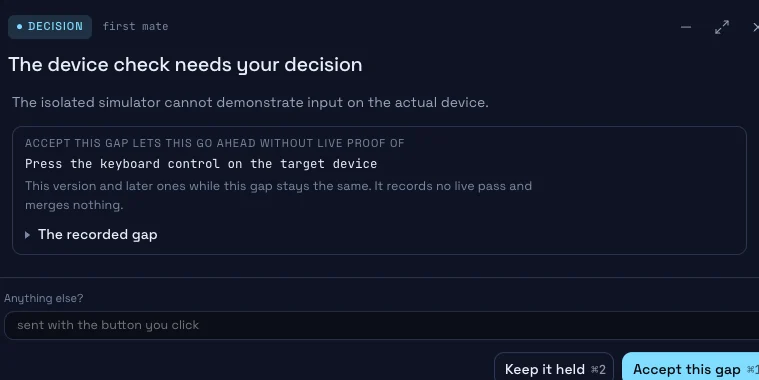 DECISION first mate
The device check needs your decision
The isolated simulator cannot demonstrate input on the actual device.
ACCEPT THIS GAP LETS THIS GO AHEAD WITHOUT LIVE PROOF OF
Press the keyboard control on the target device
This version and later ones while this gap stays the same. It records no live pass and
merges nothing.
The recorded gap
Anything else?
sent with the button you click
Keep it held ⌘2 Accept this gap ⌘1